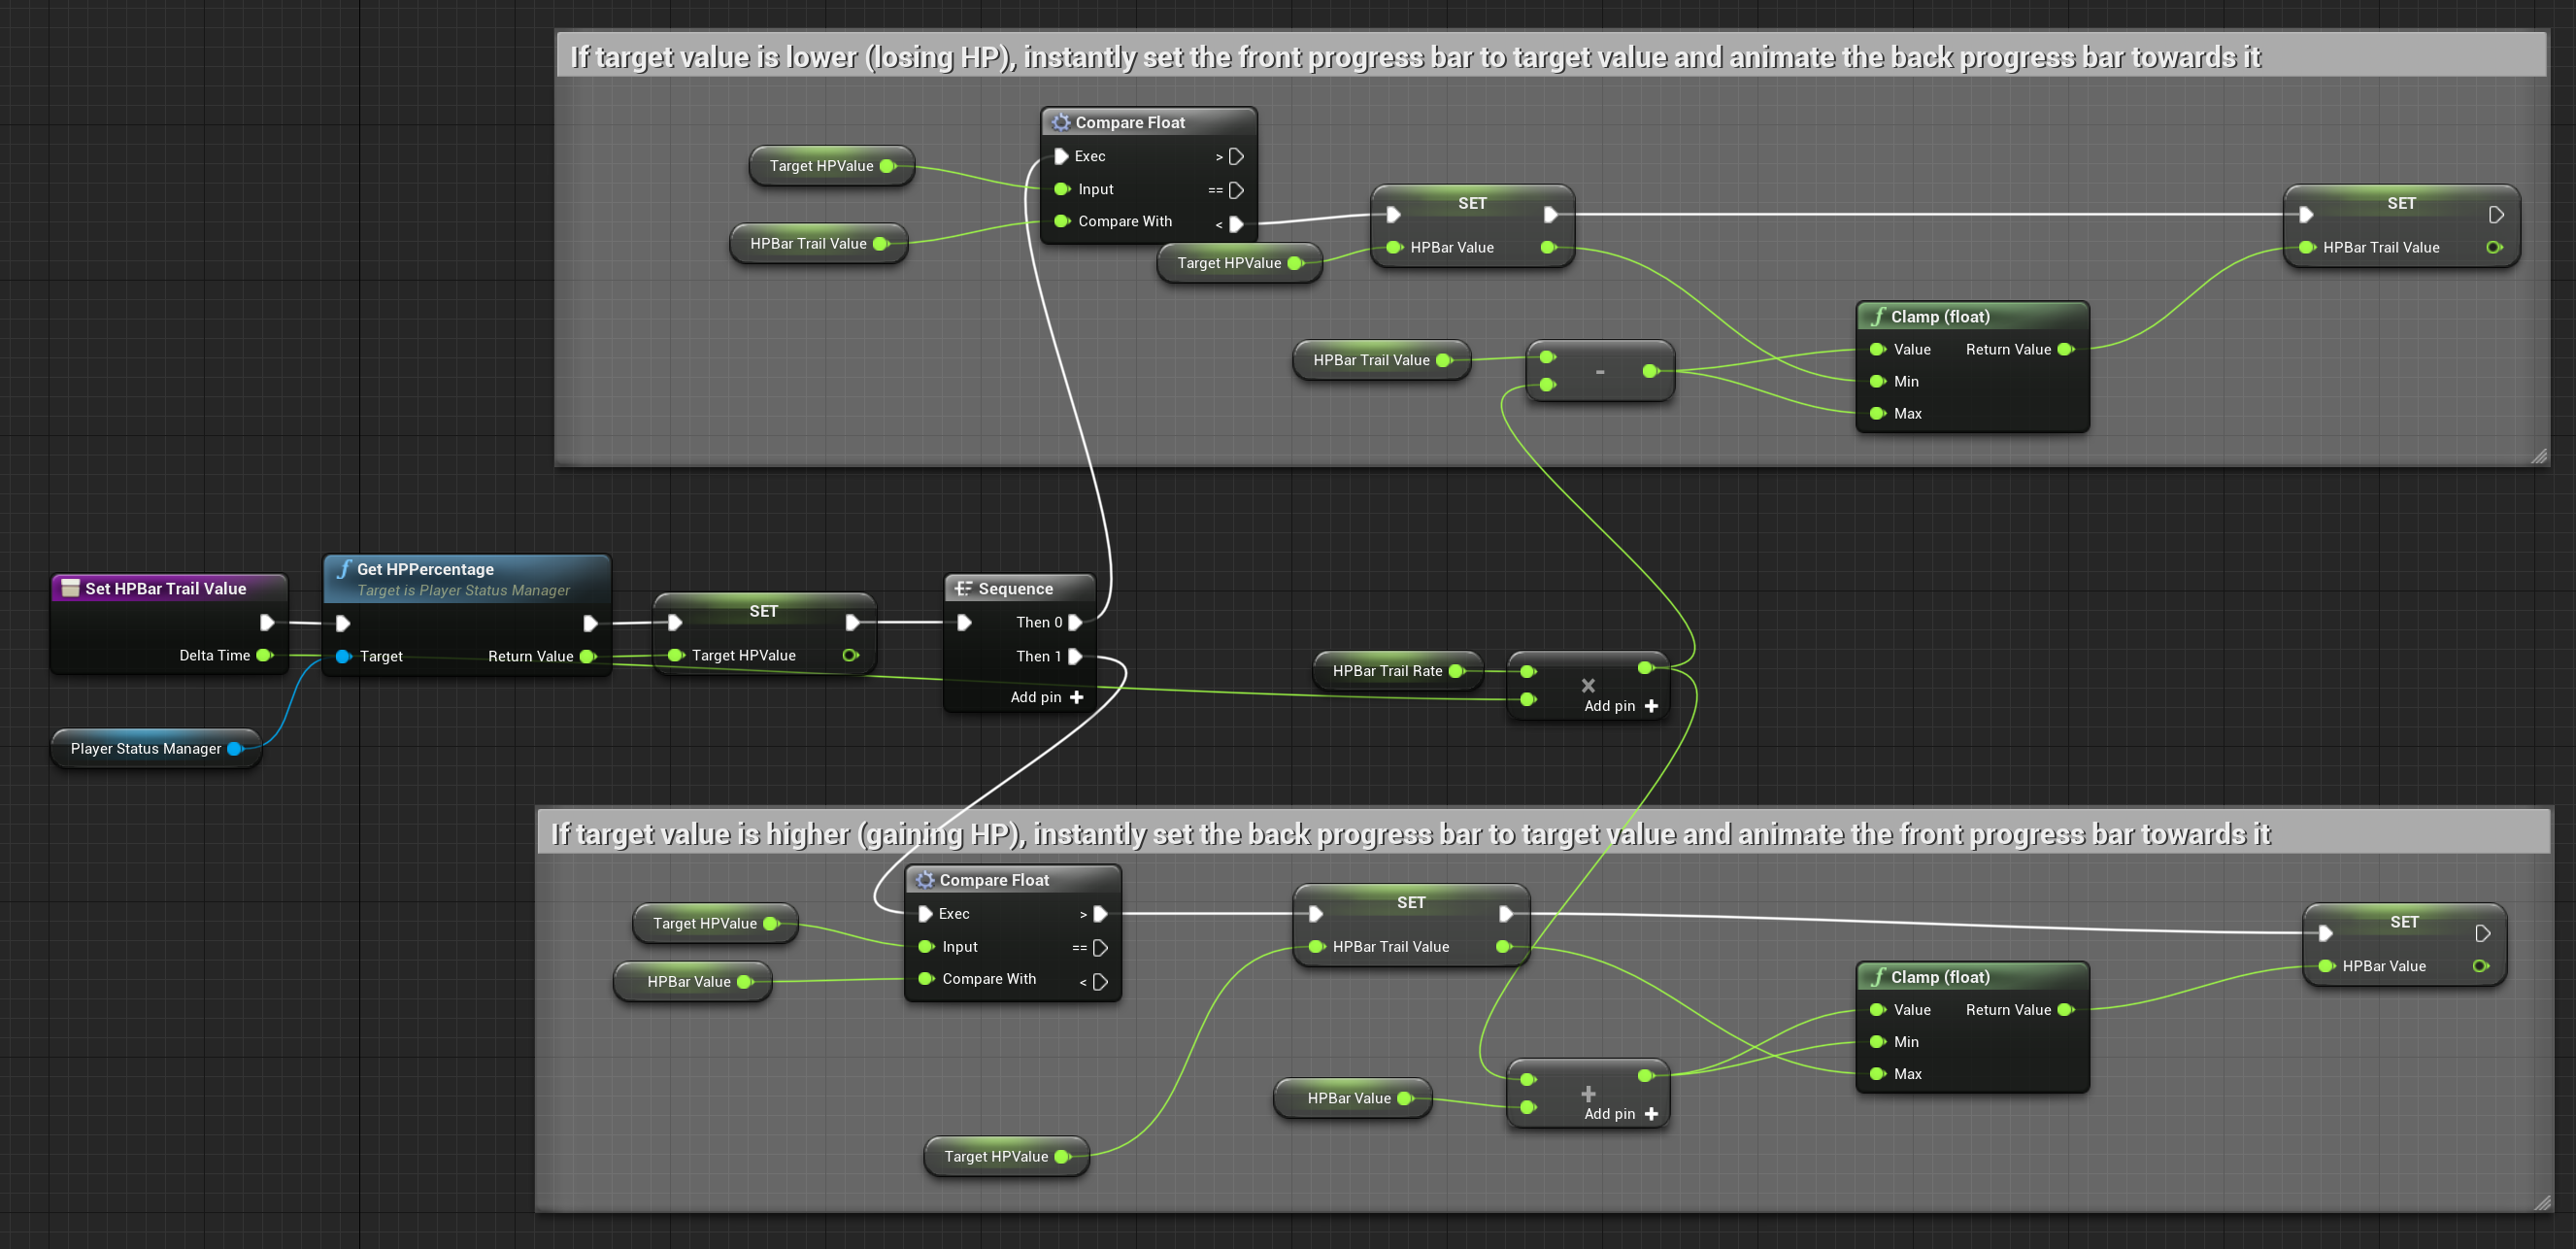 If target value is lower (losing HP), instantly set the front progress bar to target value and animate the back progress bar towards it
Compare Float
Target HPValue
Exec >
Input ==
HPBar Trail Value
Compare With <
SET
HPBar Value
Target HPValue
SET
HPBar Trail Value
HPBar Trail Value
-
Clamp (float)
Value Return Value
Min
Max
Set HPBar Trail Value
Delta Time
Get HPPercentage
Target is Player Status Manager
Target Return Value
Player Status Manager
SET
Target HPValue
Sequence
Then 0
Then 1
Add pin +
HPBar Trail Rate
×
Add pin +
If target value is higher (gaining HP), instantly set the back progress bar to target value and animate the front progress bar towards it
Compare Float
Target HPValue
Exec >
Input ==
HPBar Value
Compare With <
SET
HPBar Trail Value
SET
HPBar Value
Clamp (float)
Value Return Value
Min
Max
HPBar Value
+
Add pin +
Target HPValue